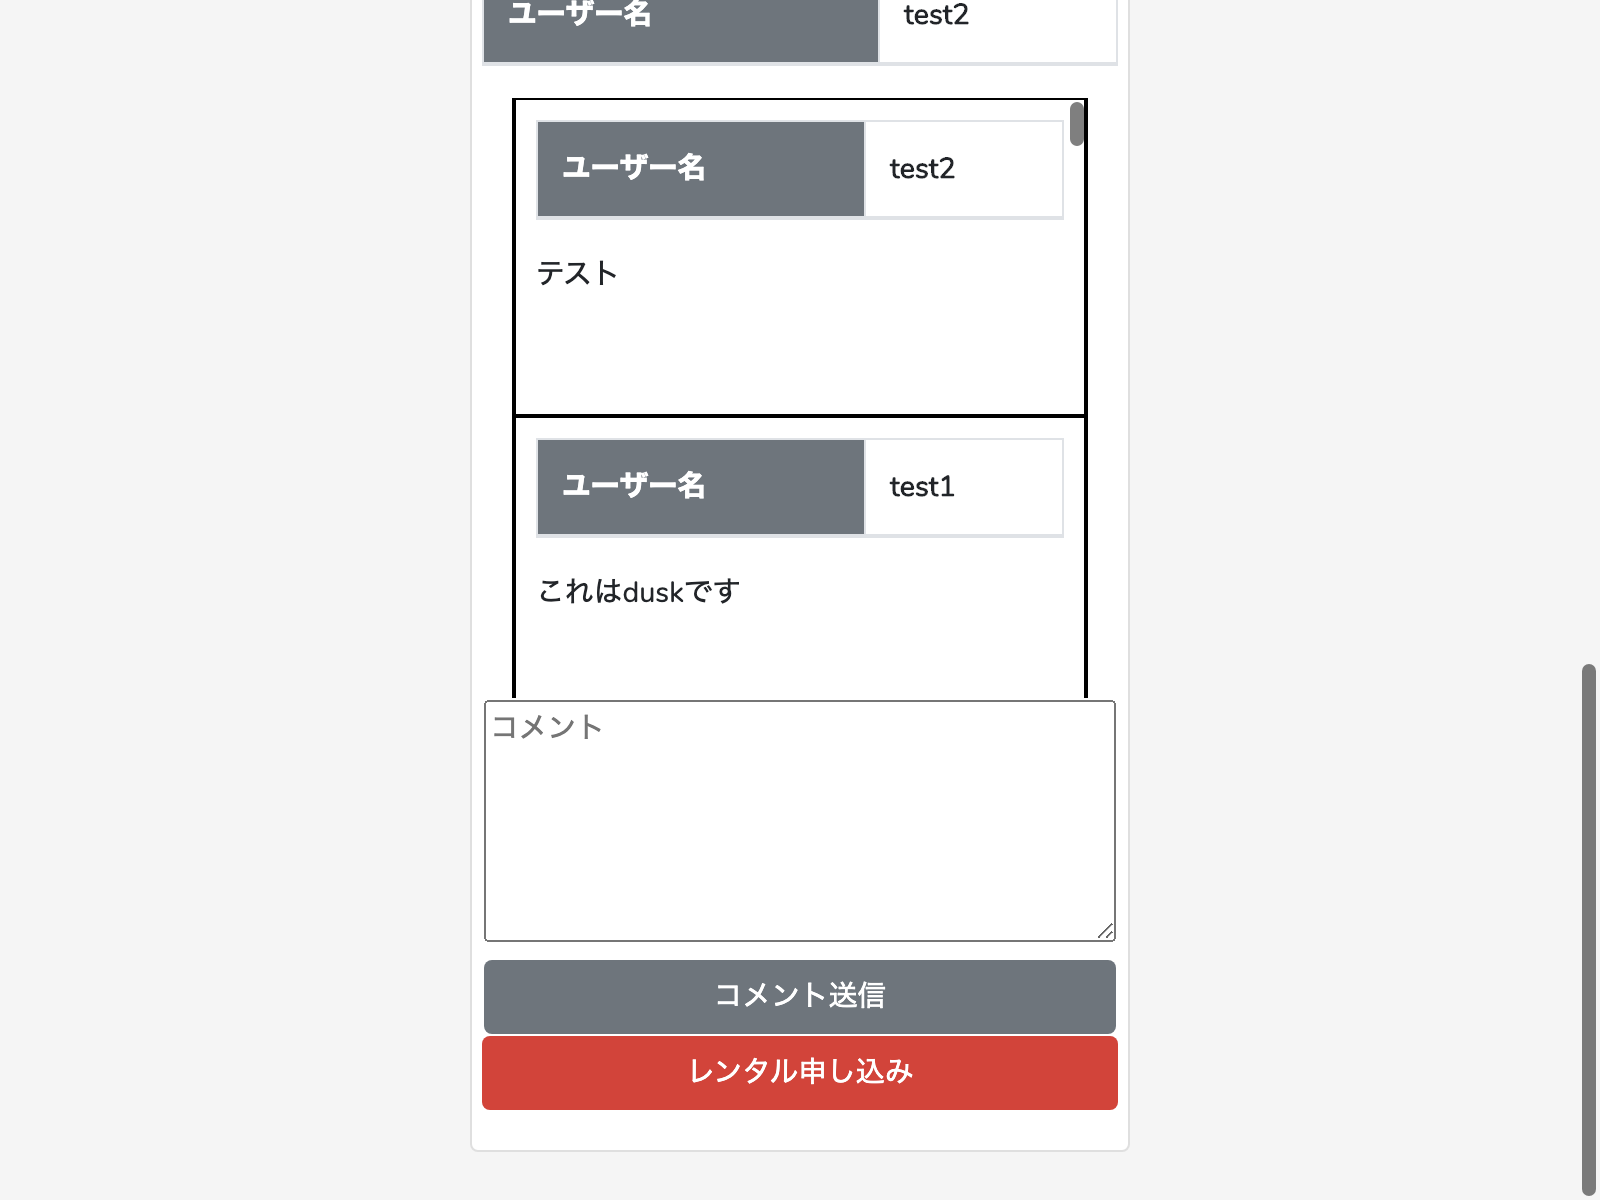 ユーザー名 test2
ユーザー名 test2
テスト
ユーザー名 test1
これはduskです
コメント
コメント送信
レンタル申し込み